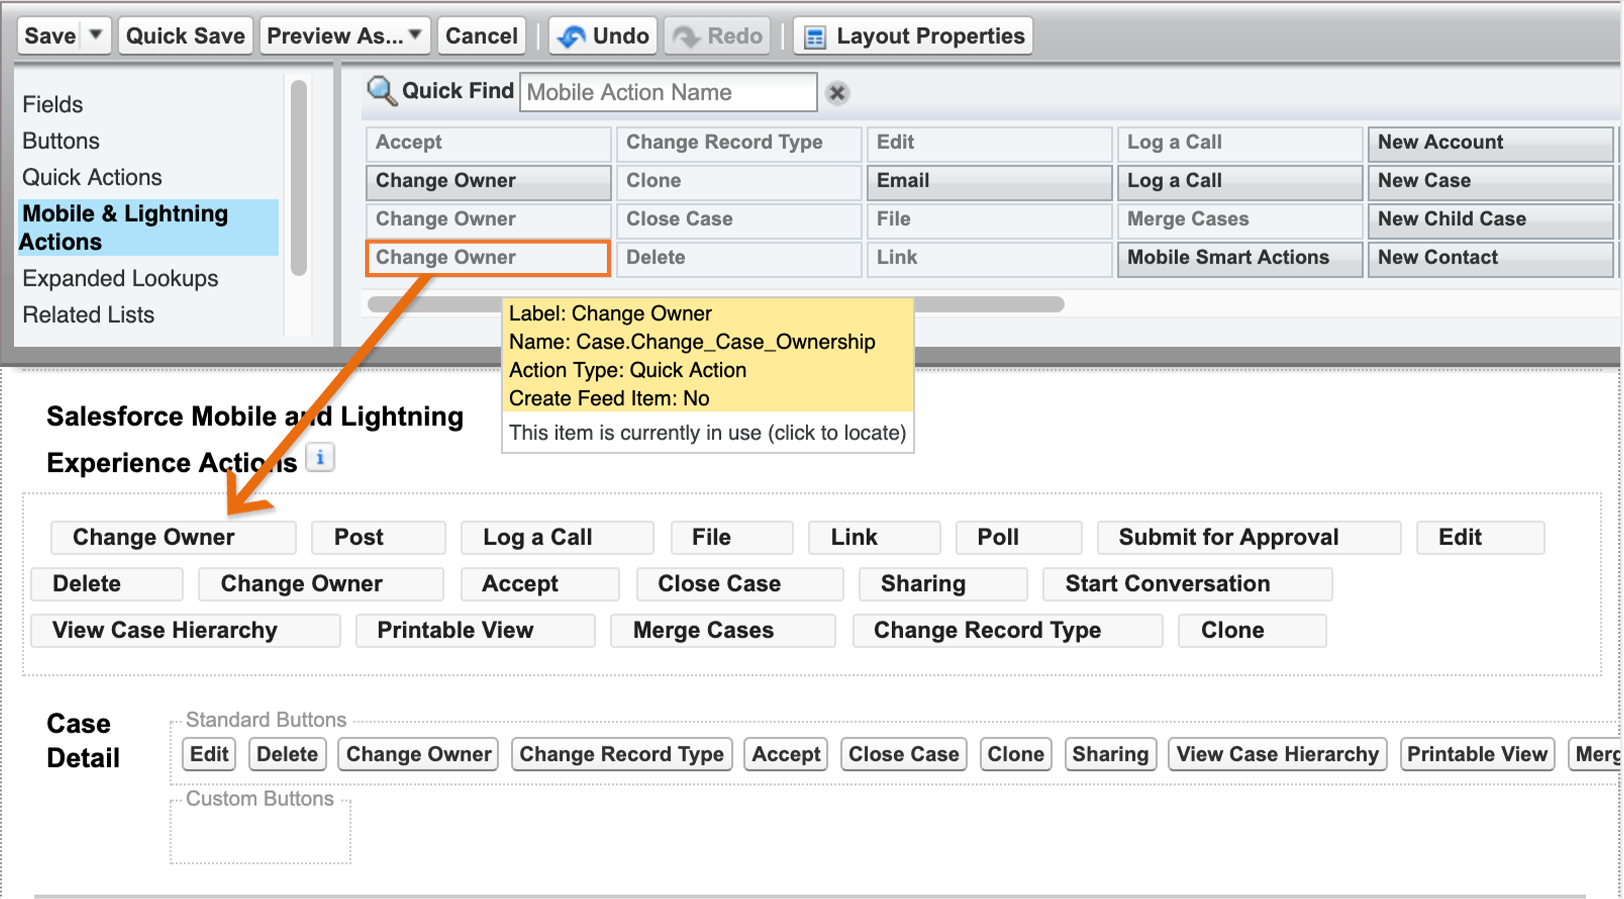 Save Quick Save Preview As... Cancel Undo Redo Layout Properties
Fields
Buttons
Quick Actions
Mobile & Lightning
Actions
Expanded Lookups
Related Lists
Quick Find Mobile Action Name
Accept Change Record Type Edit Log a Call New Account
Change Owner Clone Email Log a Call New Case
Change Owner Close Case File Merge Cases New Child Case
Change Owner Delete Link Mobile Smart Actions New Contact
Label: Change Owner
Name: Case.Change_Case_Ownership
Action Type: Quick Action
Create Feed Item: No
This item is currently in use (click to locate)
Salesforce Mobile and Lightning
Experience Actions i
Change Owner Post Log a Call File Link Poll Submit for Approval Edit
Delete Change Owner Accept Close Case Sharing Start Conversation
View Case Hierarchy Printable View Merge Cases Change Record Type Clone
Case
Detail
Standard Buttons
Edit Delete Change Owner Change Record Type Accept Close Case Clone Sharing View Case Hierarchy Printable View Merg
Custom Buttons